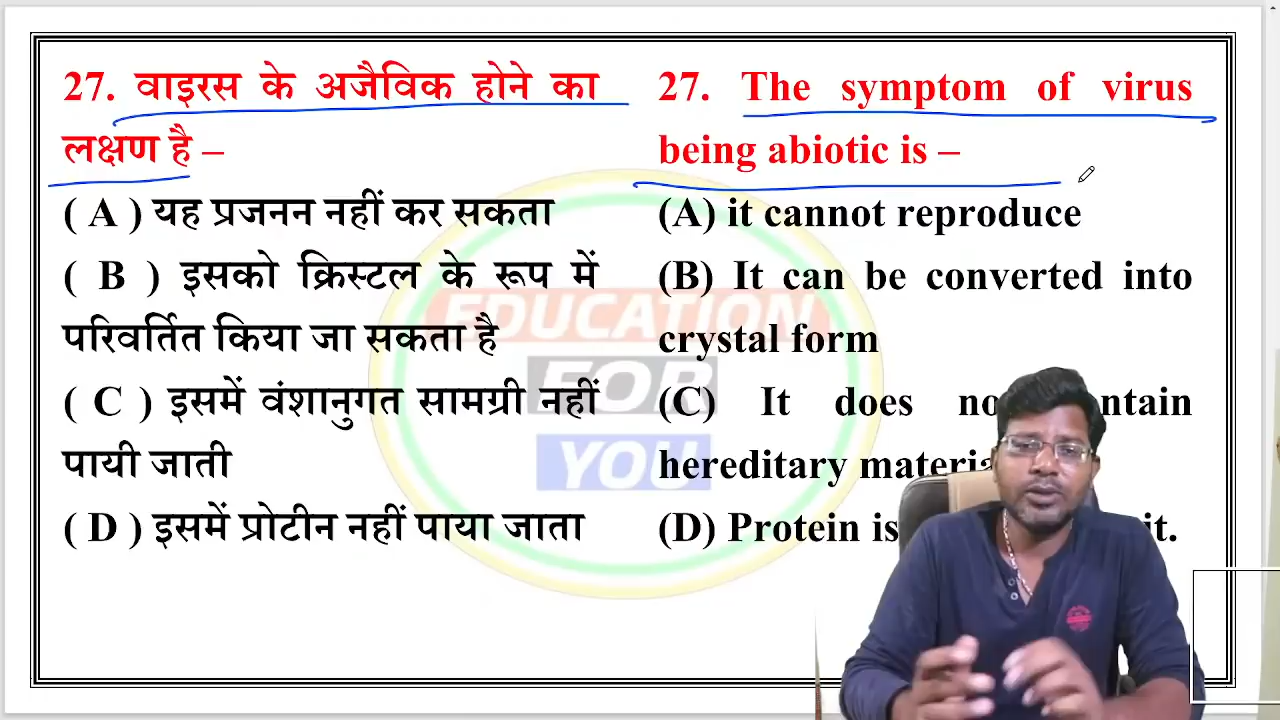 27. वाइरस के अजैविक होने का
लक्षण है –
( A ) यह प्रजनन नहीं कर सकता
( B ) इसको क्रिस्टल के रूप में
परिवर्तित किया जा सकता है
( C ) इसमें वंशानुगत सामग्री नहीं
पायी जाती
( D ) इसमें प्रोटीन नहीं पाया जाता
27. The symptom of virus
being abiotic is –
(A) it cannot reproduce
(B) It can be converted into
crystal form
(C) It does
hereditary
(D) Protein is it.
EDUCATION
FOR
YOU